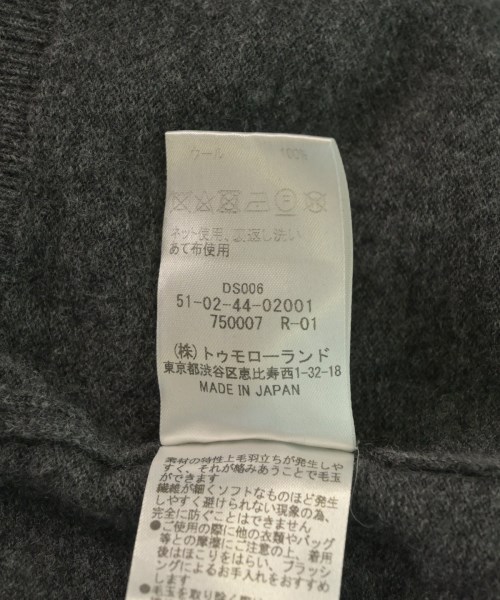 ウール 100%
ネット使用、裏返し洗い
あて布使用
DS006
51-02-44-02001
750007 R-01
(株)トゥモローランド
東京都渋谷区恵比寿西1-32-18
MADE IN JAPAN
素材の特性上毛羽立ちが発生しや
すく、それが絡みあうことで毛玉
ができます
繊維が細くソフトなものほど発生
しやすく避けられない現象の為、
完全に防ぐことはできません
●ご使用の際に他の衣類やバッグ
等との摩擦にご注意の上、着用
後はほこりをはらい、ブラッシ
ングによるお手入れをおすすめ
します
●毛玉を取り除く際は